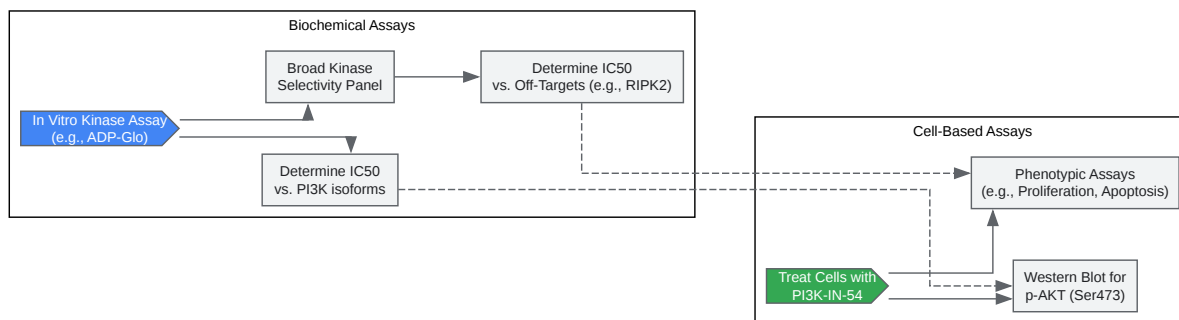 Biochemical Assays
Broad Kinase
Selectivity Panel
Determine IC50
vs. Off-Targets (e.g., RIPK2)
In Vitro Kinase Assay
(e.g., ADP-Glo)
Determine IC50
vs. PI3K isoforms
Cell-Based Assays
Phenotypic Assays
(e.g., Proliferation, Apoptosis)
Treat Cells with
PI3K-IN-54
Western Blot for
p-AKT (Ser473)